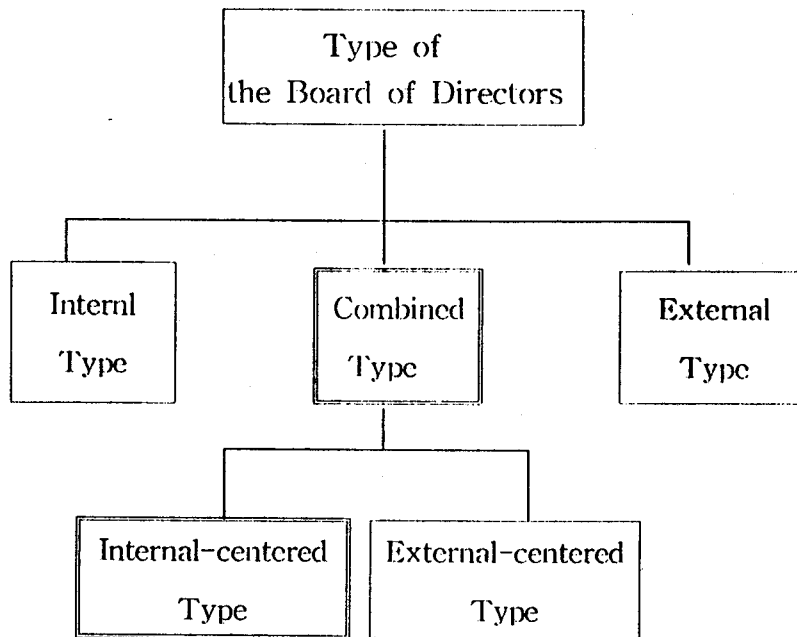 Type of
the Board of Directors
Internl
Type
Combined
Type
External
Type
Internal-centered
Type
External-centered
Type